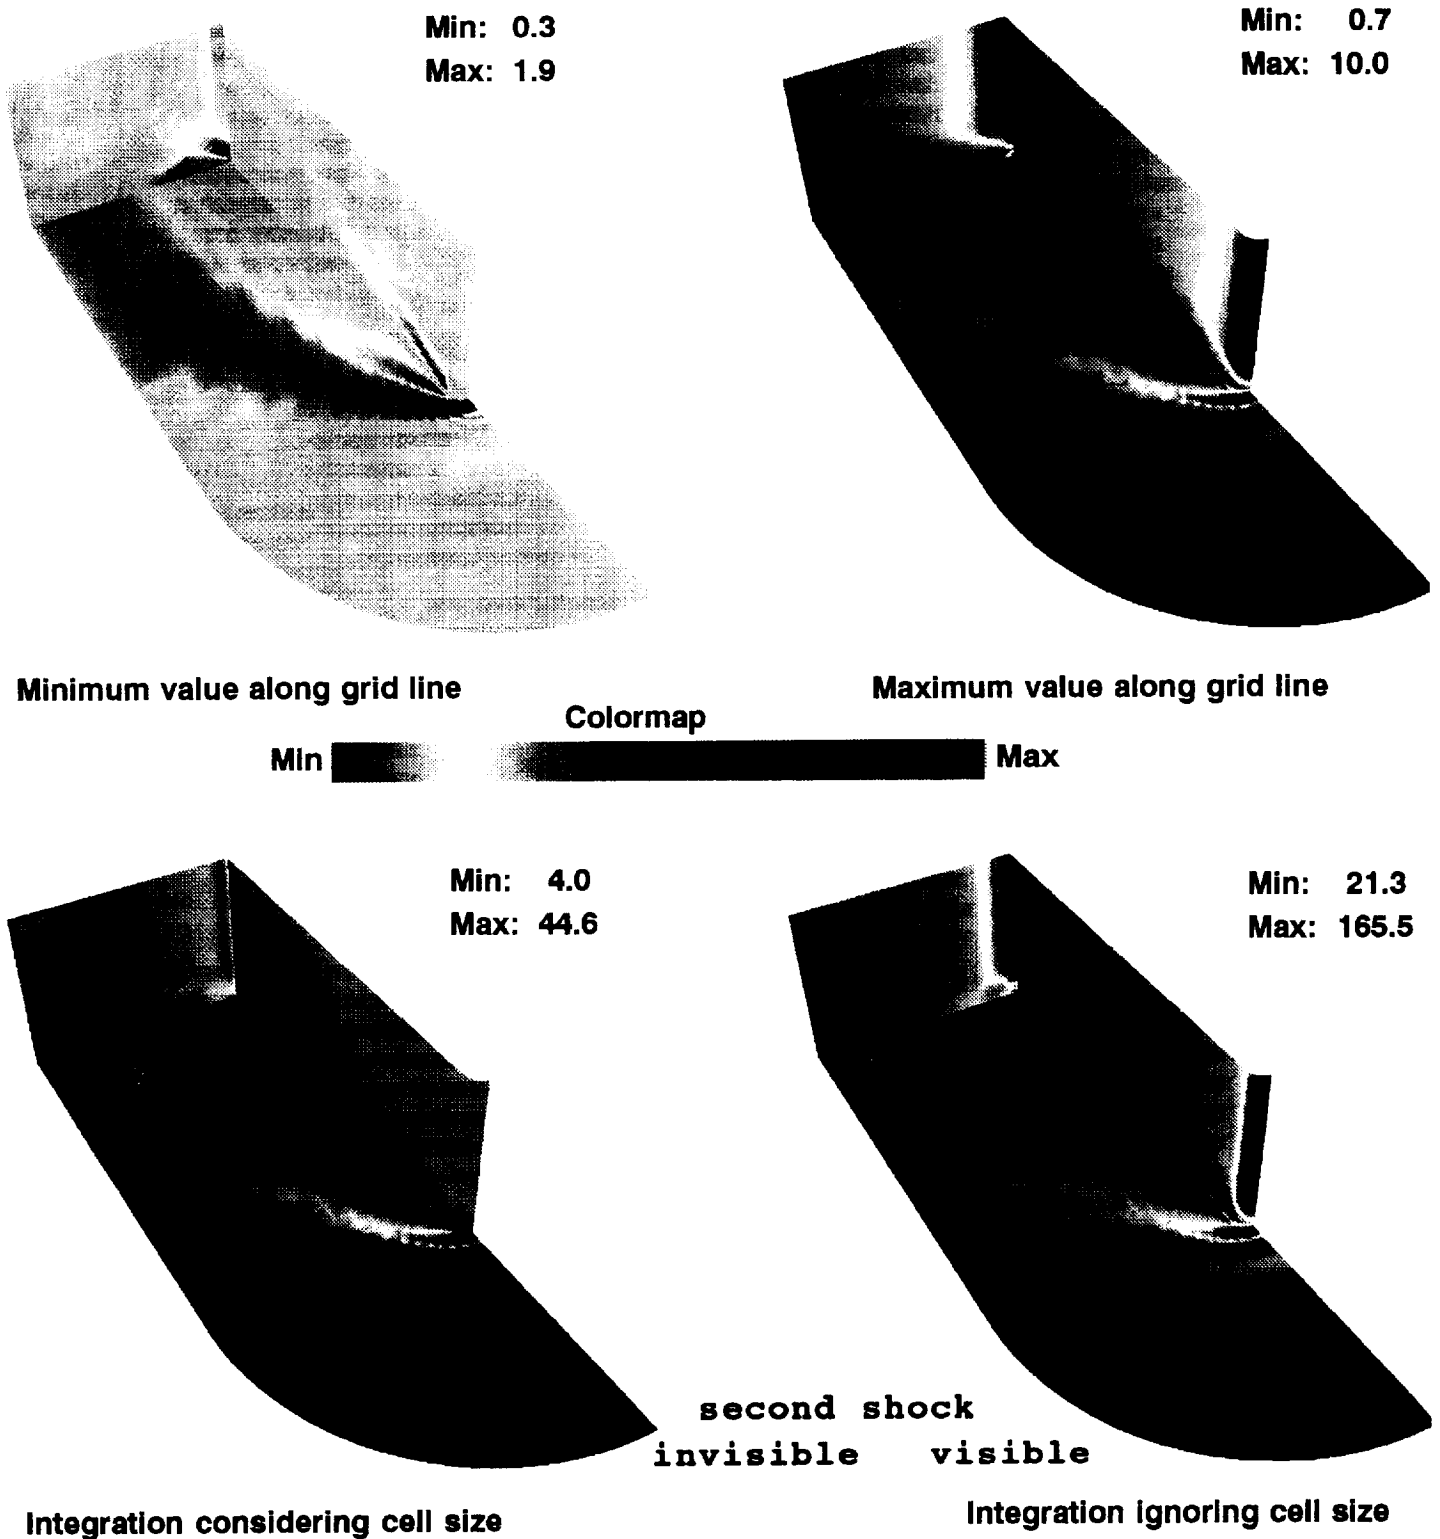 Min: 0.3
Max: 1.9
Min: 0.7
Max: 10.0
Minimum value along grid line
Maximum value along grid line
Colormap
Min
Max
Min: 4.0
Max: 44.6
Min: 21.3
Max: 165.5
second shock
invisible visible
Integration considering cell size
Integration ignoring cell size